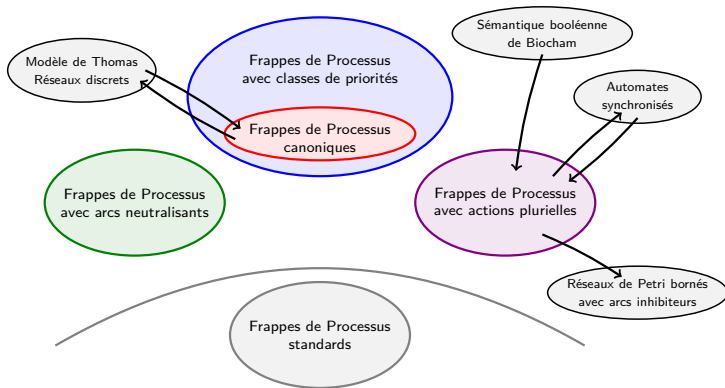 Sémantique booléenne
de Biocham
Modèle de Thomas
Réseaux discrets
Frappes de Processus
avec classes de priorités
Automates
synchronisés
Frappes de Processus
canoniques
Frappes de Processus
avec arcs neutralisants
Frappes de Processus
avec actions plurielles
Réseaux de Petri bornés
avec arcs inhibiteurs
Frappes de Processus
standards